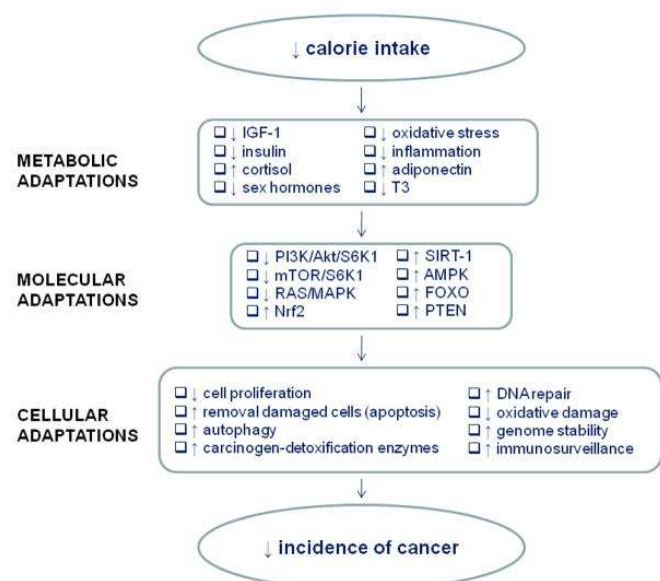 ↓ calorie intake
METABOLIC
ADAPTATIONS
❑ ↓ IGF-1
❑ ↓ insulin
❑ ↑ cortisol
❑ ↓ sex hormones
❑ ↓ oxidative stress
❑ ↓ inflammation
❑ ↑ adiponectin
❑ ↓ T3
MOLECULAR
ADAPTATIONS
❑ ↓ PI3K/Akt/S6K1
❑ ↓ mTOR/S6K1
❑ ↓ RAS/MAPK
❑ ↑ Nrf2
❑ ↑ SIRT-1
❑ ↑ AMPK
❑ ↑ FOXO
❑ ↑ PTEN
CELLULAR
ADAPTATIONS
❑ ↓ cell proliferation
❑ ↑ removal damaged cells (apoptosis)
❑ ↑ autophagy
❑ ↑ carcinogen-detoxification enzymes
❑ ↑ DNA repair
❑ ↓ oxidative damage
❑ ↑ genome stability
❑ ↑ immunosurveillance
↓ incidence of cancer